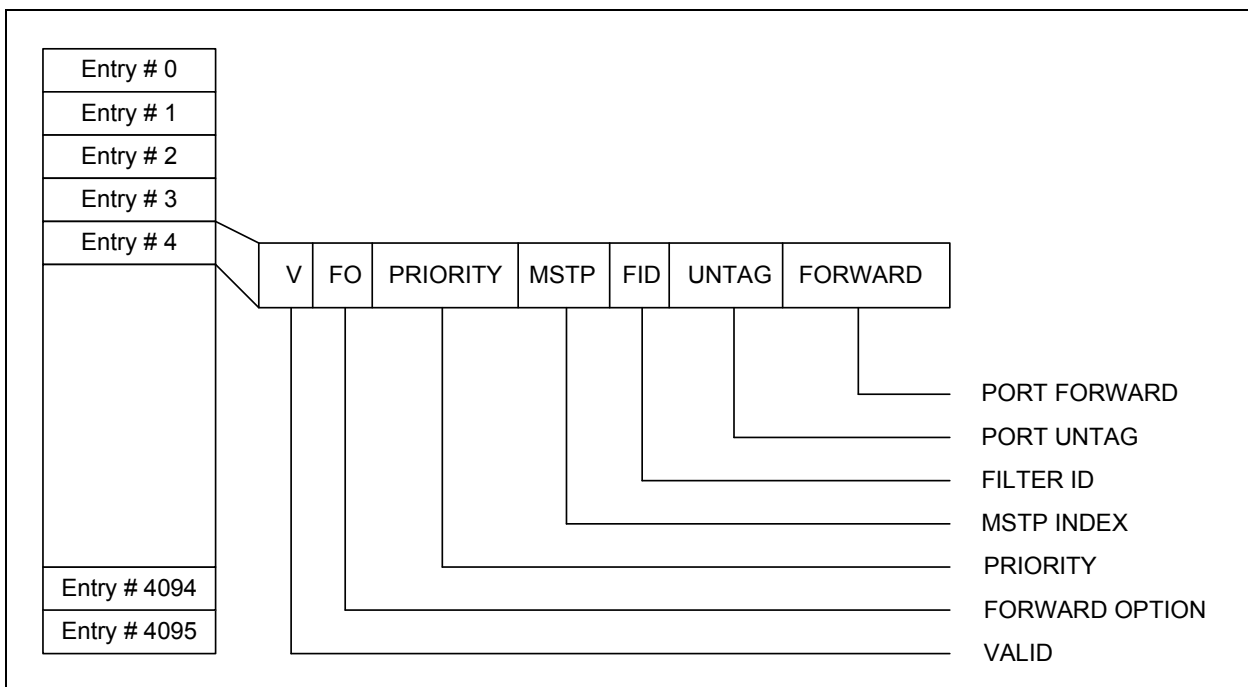 Entry # 0
Entry # 1
Entry # 2
Entry # 3
Entry # 4
V FO PRIORITY MSTP FID UNTAG FORWARD
PORT FORWARD
PORT UNTAG
FILTER ID
MSTP INDEX
PRIORITY
FORWARD OPTION
VALID
Entry # 4094
Entry # 4095